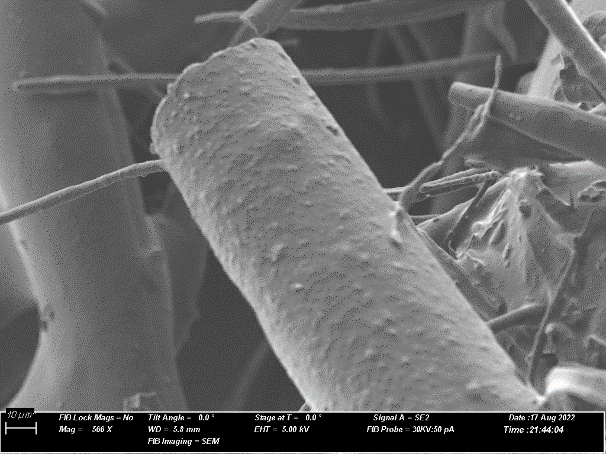 10 µm
FIB Lock Mags = No Tilt Angle = 0.0 ° Stage at T = 0.0 ° Signal A = SE2 Date :17 Aug 2022
Mag = 566 X WD = 5.8 mm EHT = 5.00 kV FIB Probe = 30KV:50 pA Time :21:44:04
FIB Imaging = SEM